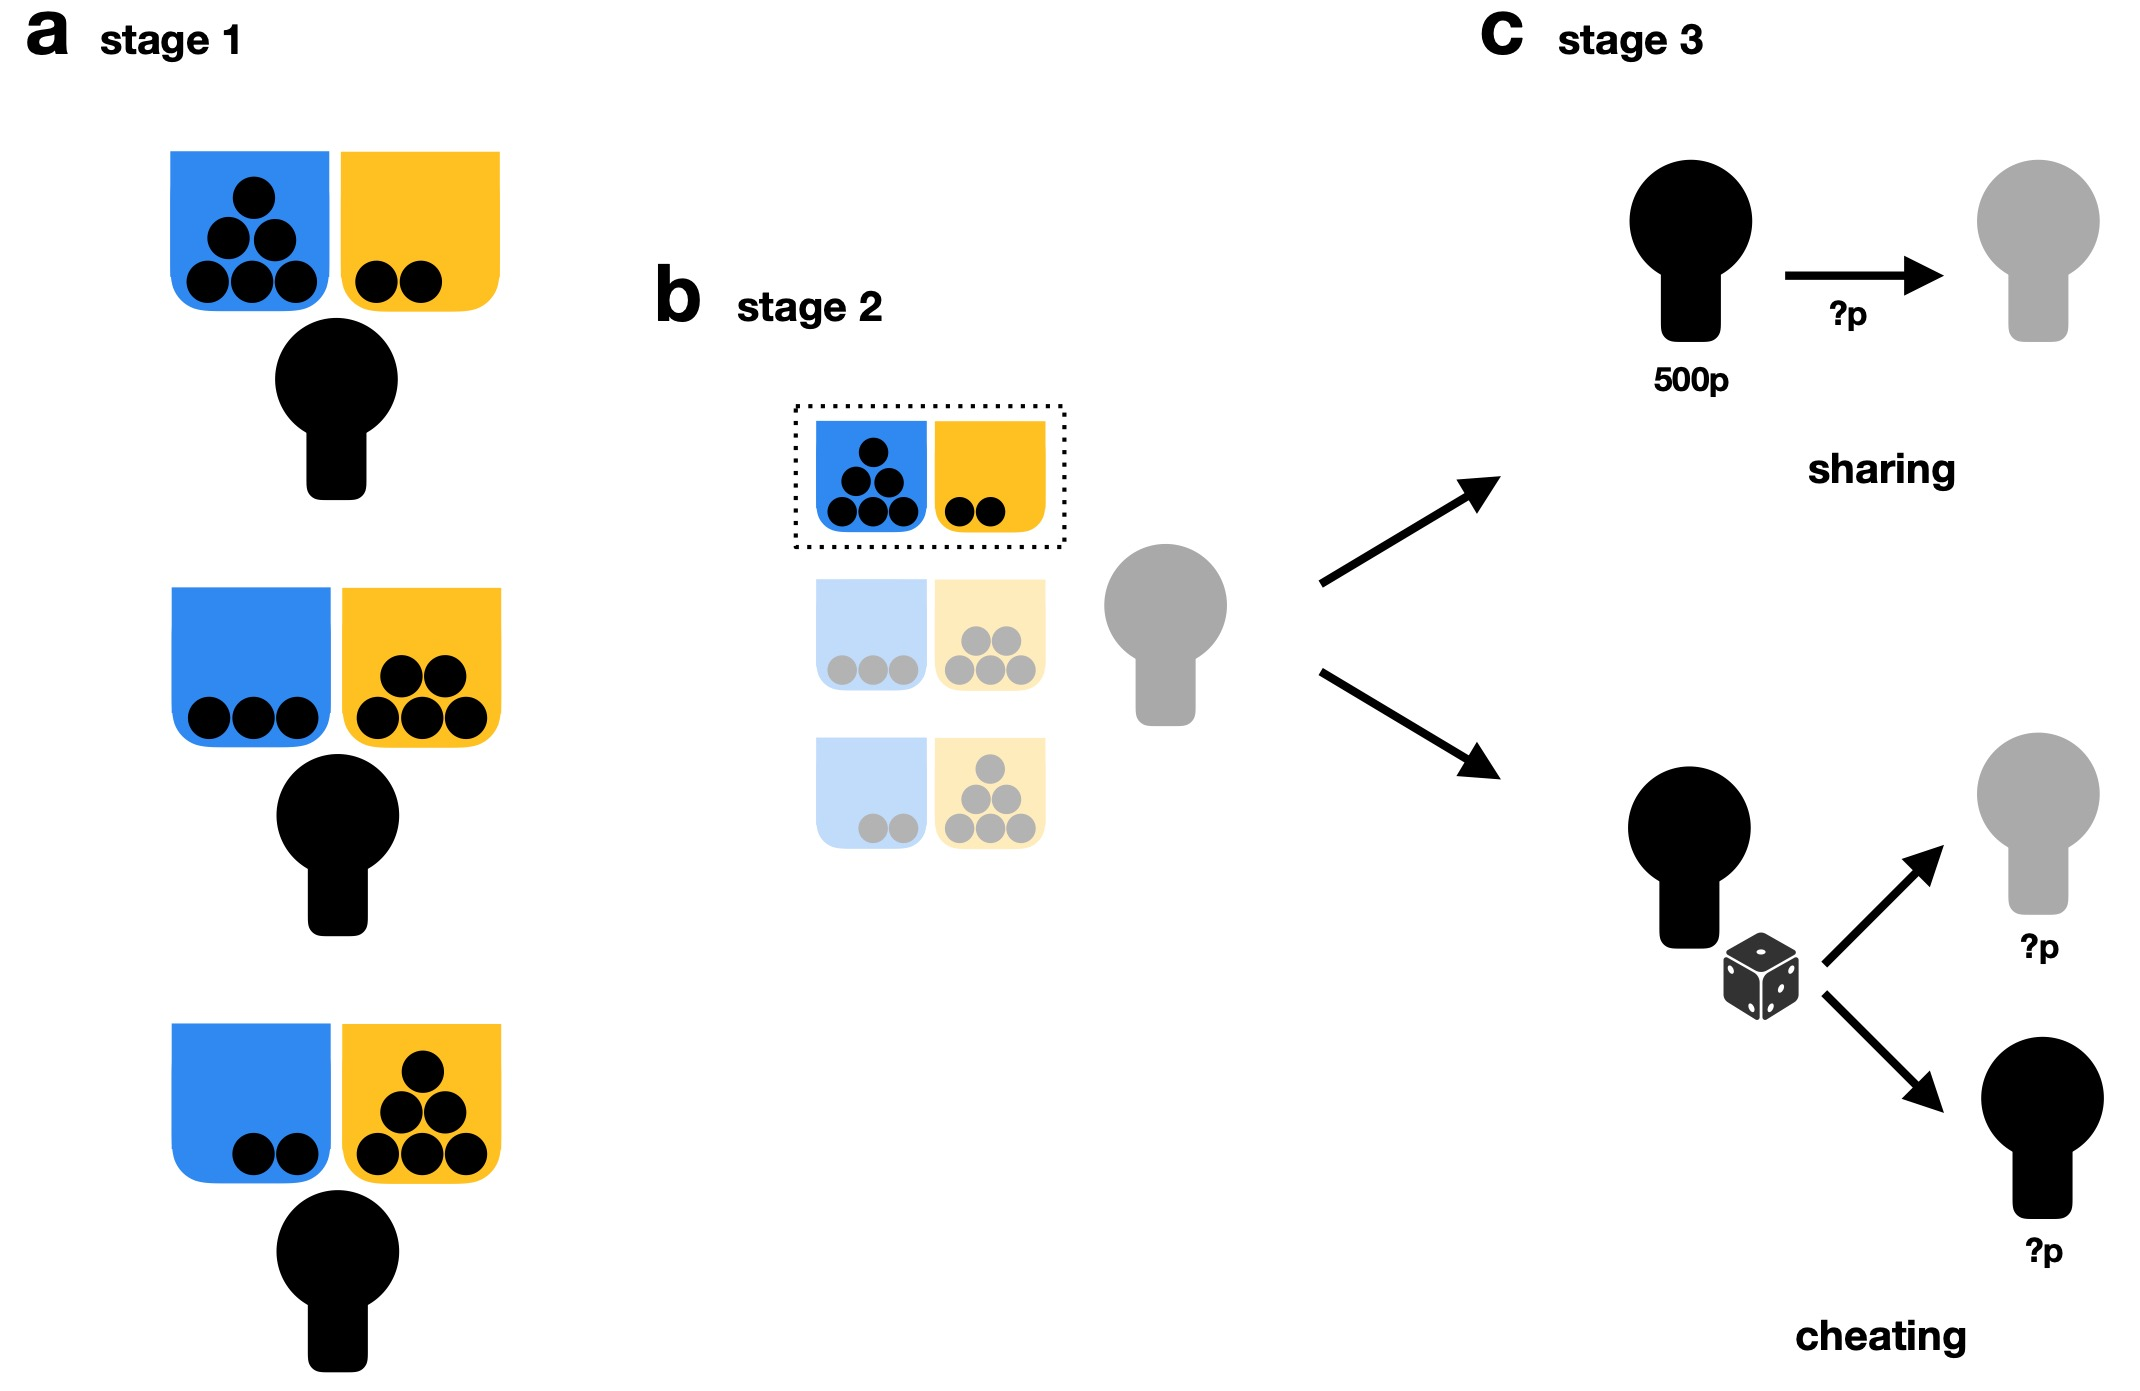 a stage 1
b stage 2
c stage 3
?p
500p
sharing
?p
?p
cheating